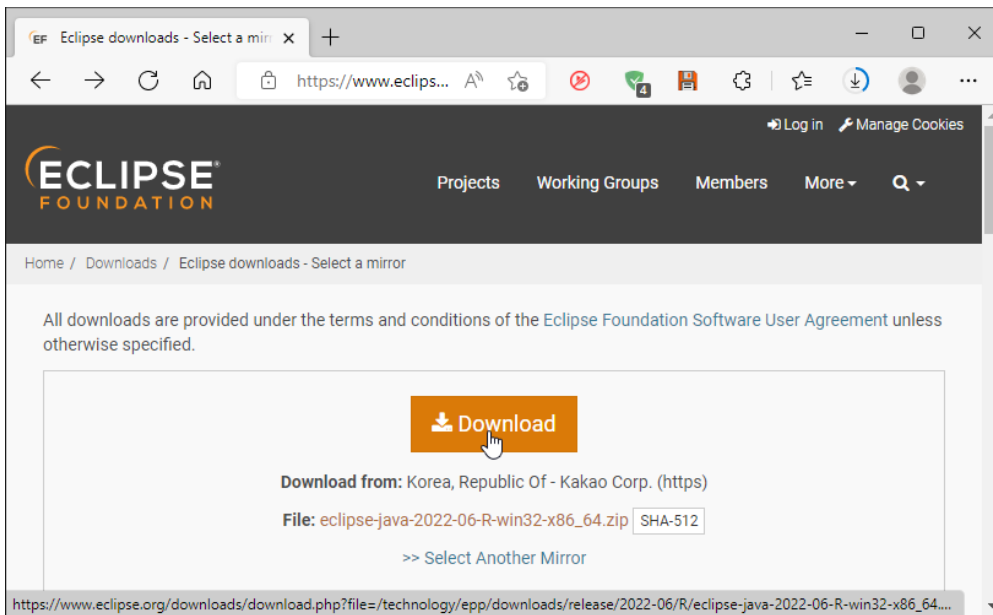 EF Eclipse downloads - Select a mirr
https://www.eclips...
4
Log in Manage Cookies
ECLIPSE®
FOUNDATION
Projects Working Groups Members More
Home / Downloads / Eclipse downloads - Select a mirror
All downloads are provided under the terms and conditions of the Eclipse Foundation Software User Agreement unless
otherwise specified.
Download
Download from: Korea, Republic Of - Kakao Corp. (https)
File: eclipse-java-2022-06-R-win32-x86_64.zip SHA-512
>> Select Another Mirror
https://www.eclipse.org/downloads/download.php?file=/technology/epp/downloads/release/2022-06/R/eclipse-java-2022-06-R-win32-x86_64....